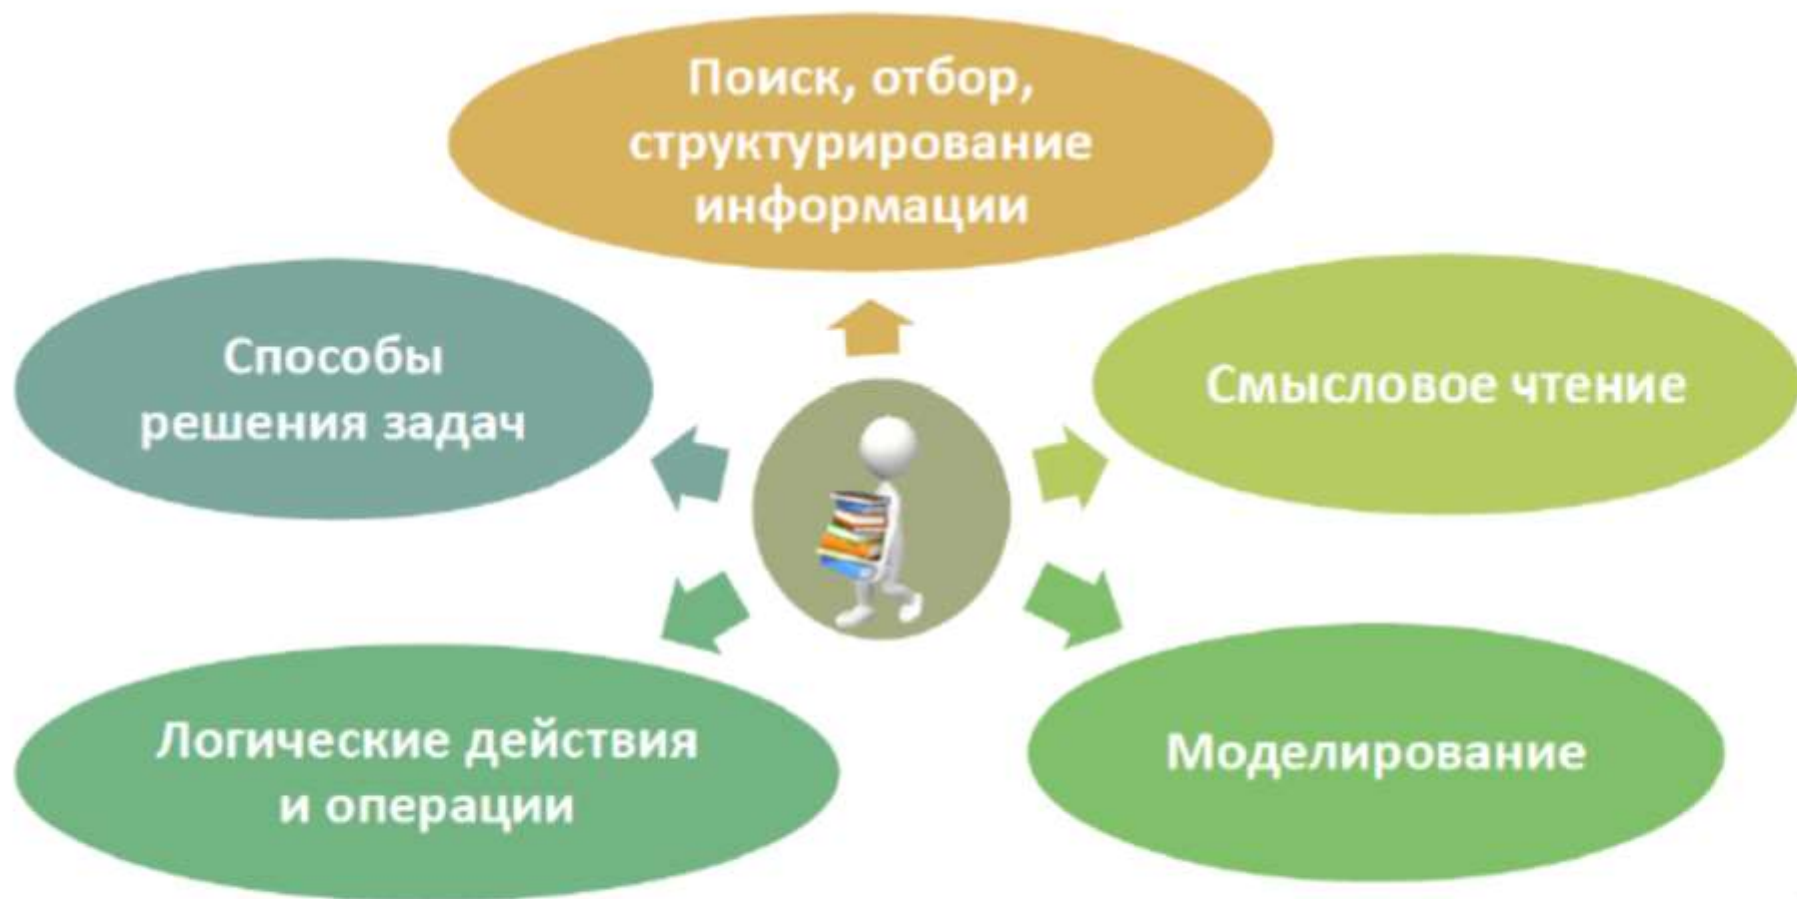 Поиск, отбор,
структурирование
информации
Способы
решения задач
Смысловое чтение
Логические действия
и операции
Моделирование